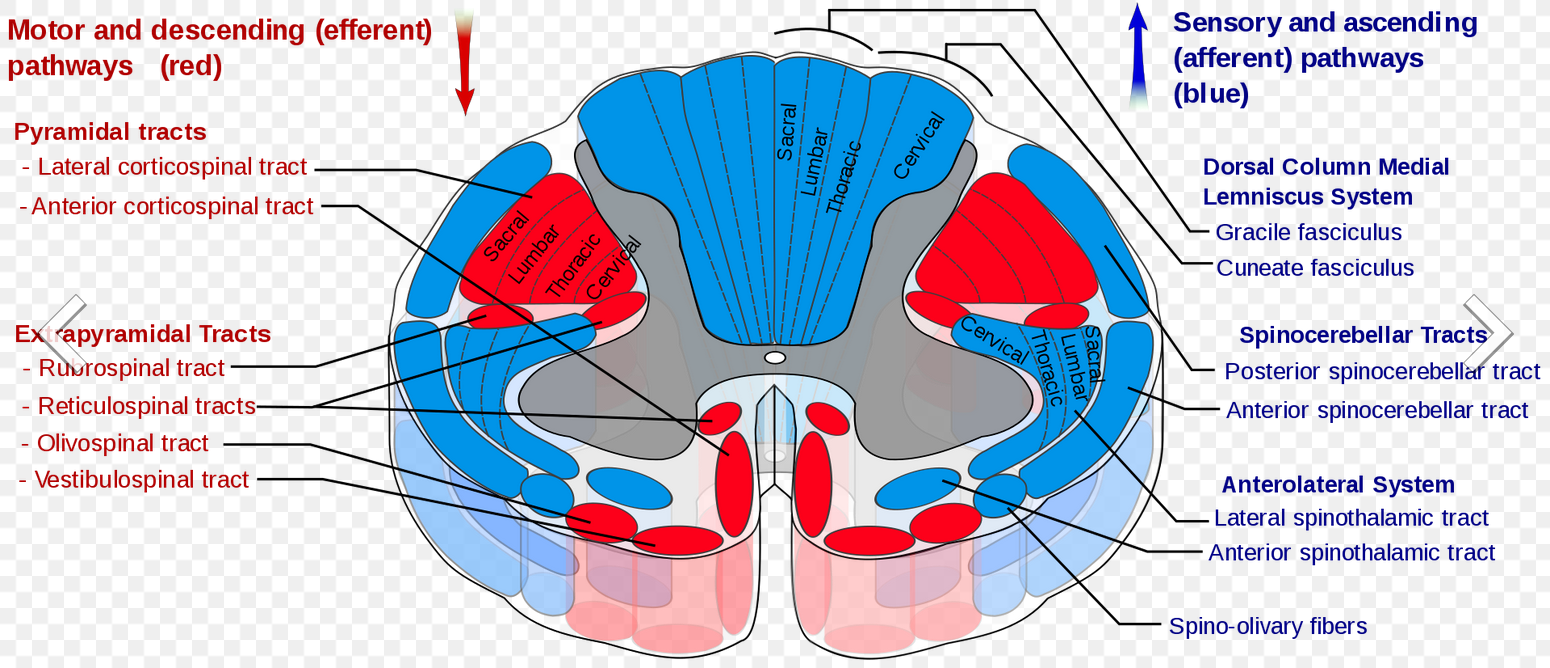 Motor and descending (efferent)
pathways (red)
Pyramidal tracts
- Lateral corticospinal tract
- Anterior corticospinal tract
Extrapyramidal Tracts
- Rubrospinal tract
- Reticulospinal tracts
- Olivospinal tract
- Vestibulospinal tract
Sacral
Lumbar
Thoracic
Cervical
Sacral
Lumbar
Thoracic
Cervical
Cervical
Thoracic
Lumbar
Sacral
Sensory and ascending
(afferent) pathways
(blue)
Dorsal Column Medial
Lemniscus System
Gracile fasciculus
Cuneate fasciculus
Spinocerebellar Tracts
Posterior spinocerebellar tract
Anterior spinocerebellar tract
Anterolateral System
Lateral spinothalamic tract
Anterior spinothalamic tract
Spino-olivary fibers